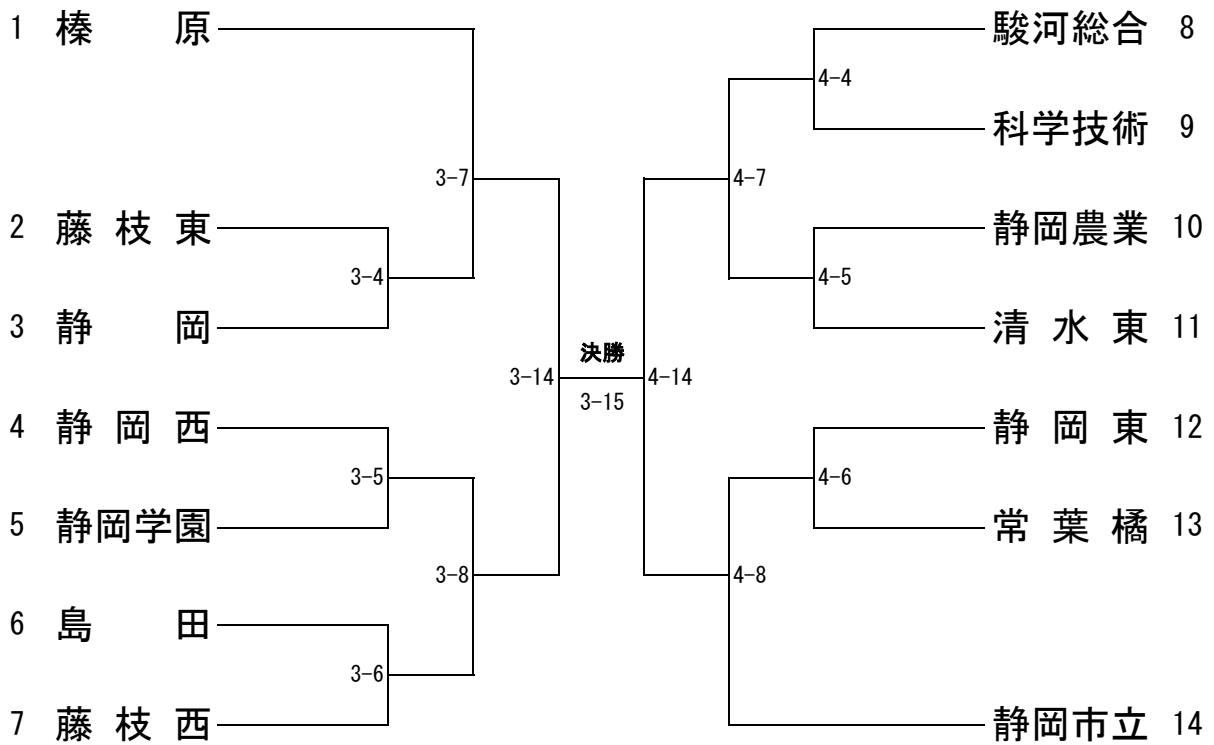 1 榛原
駿河総合 8
4-4
科学技術 9
3-7
4-7
2 藤枝東
静岡農業 10
3-4
4-5
3 静岡
清水東 11
決勝
3-14
4-14
3-15
4 静岡西
静岡東 12
3-5
4-6
5 静岡学園
常葉橘 13
3-8
4-8
6 島田
3-6
7 藤枝西
静岡市立 14